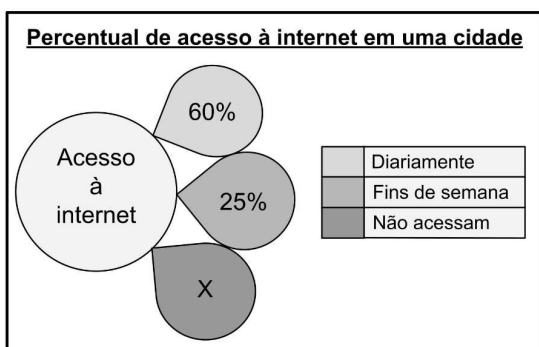 Percentual de acesso à internet em uma cidade
60%
Acesso
à
internet
25%
X
Diariamente
Fins de semana
Não acessam